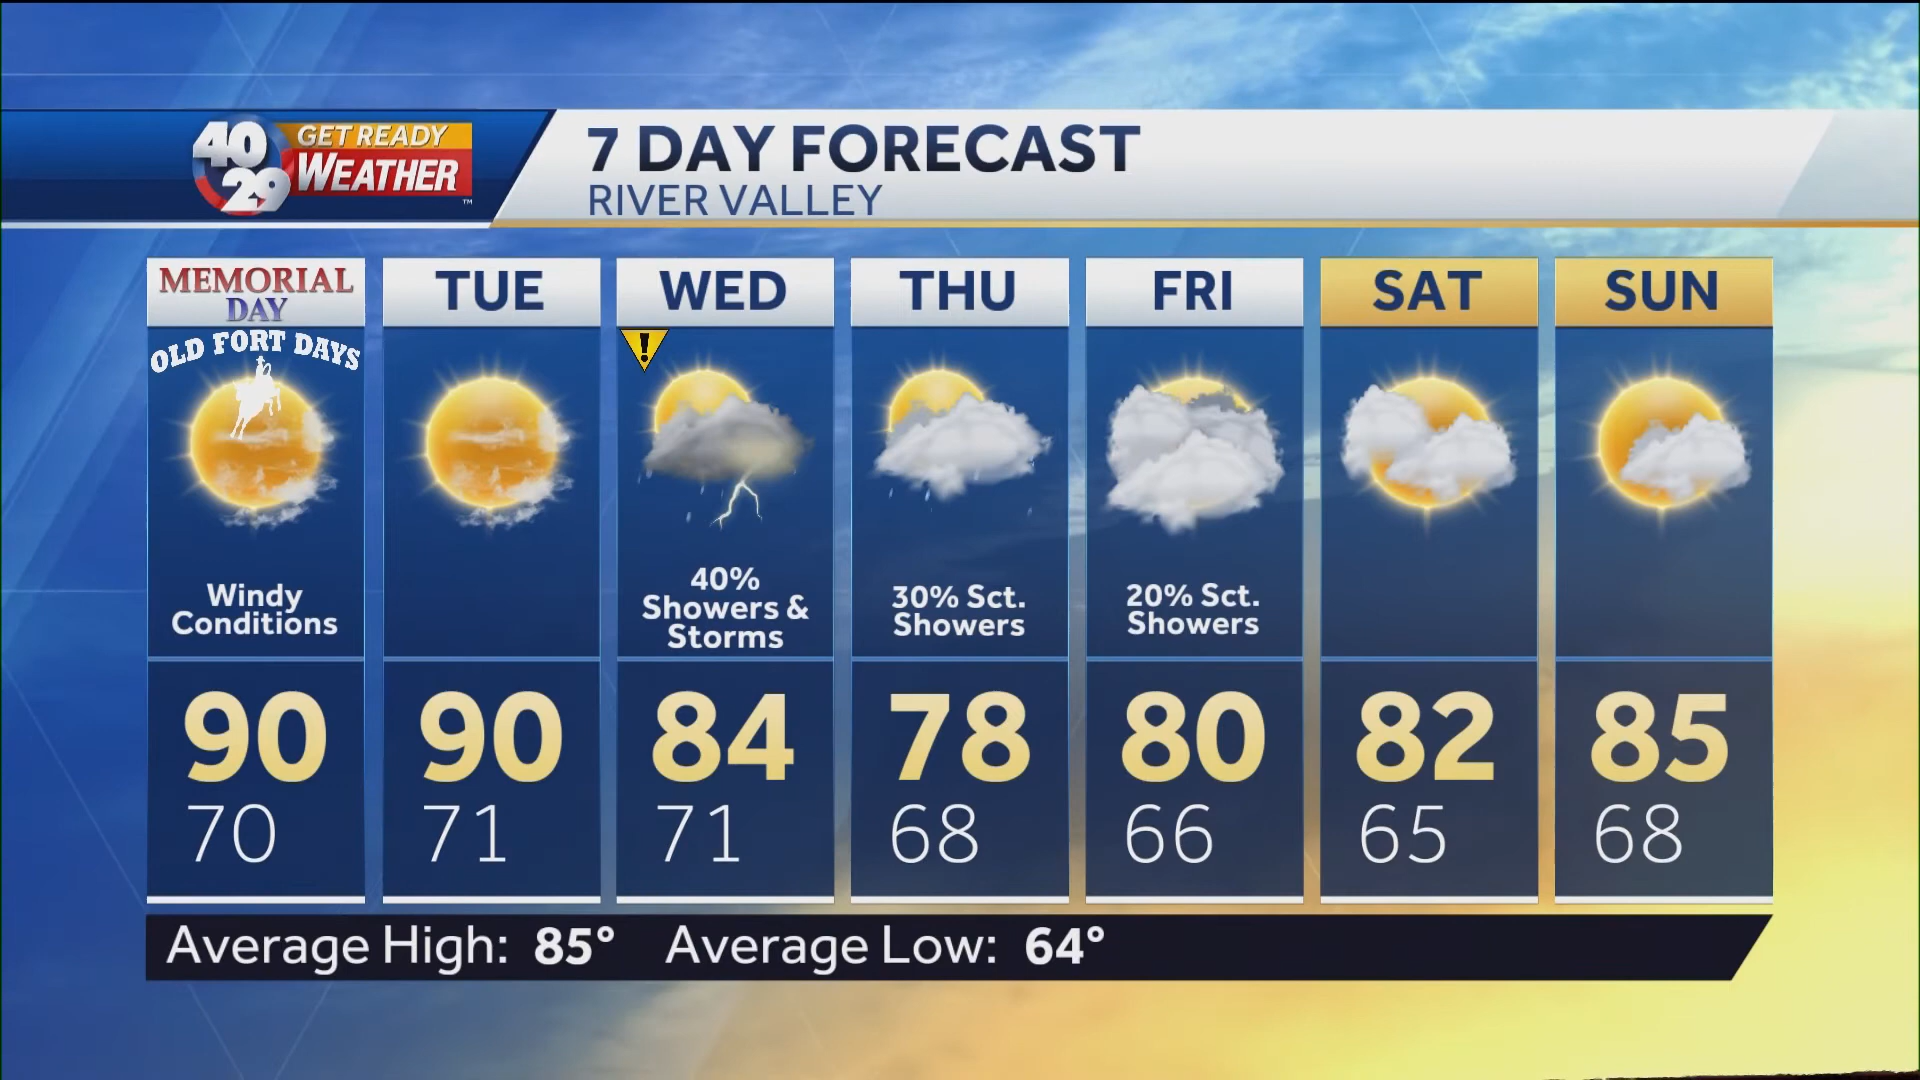 40
29
GET READY
WEATHER™
7 DAY FORECAST
RIVER VALLEY
MEMORIAL
DAY
OLD FORT DAYS
Windy
Conditions
90
70
TUE
90
71
WED
!
40%
Showers &
Storms
84
71
THU
30% Sct.
Showers
78
68
FRI
20% Sct.
Showers
80
66
SAT
82
65
SUN
85
68
Average High: 85° Average Low: 64°